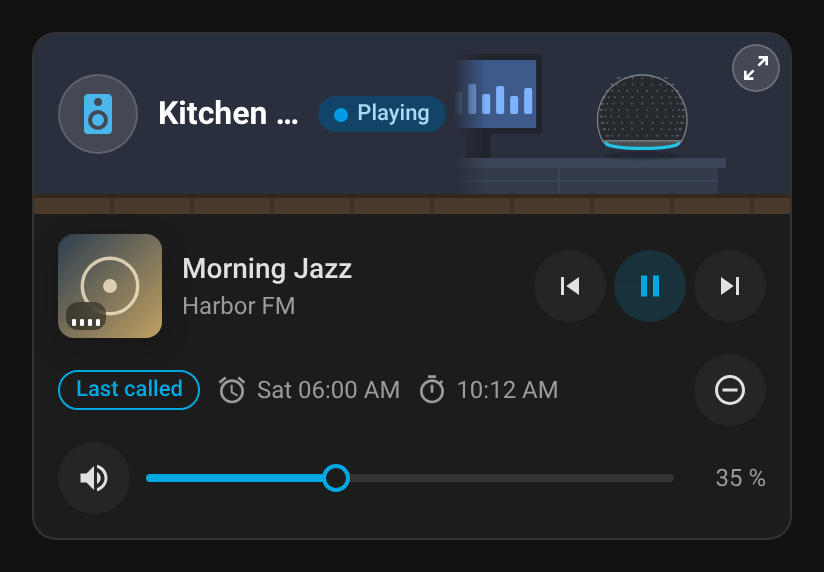 Kitchen ...
Playing
Morning Jazz
Harbor FM
Last called
Sat 06:00 AM
10:12 AM
35 %